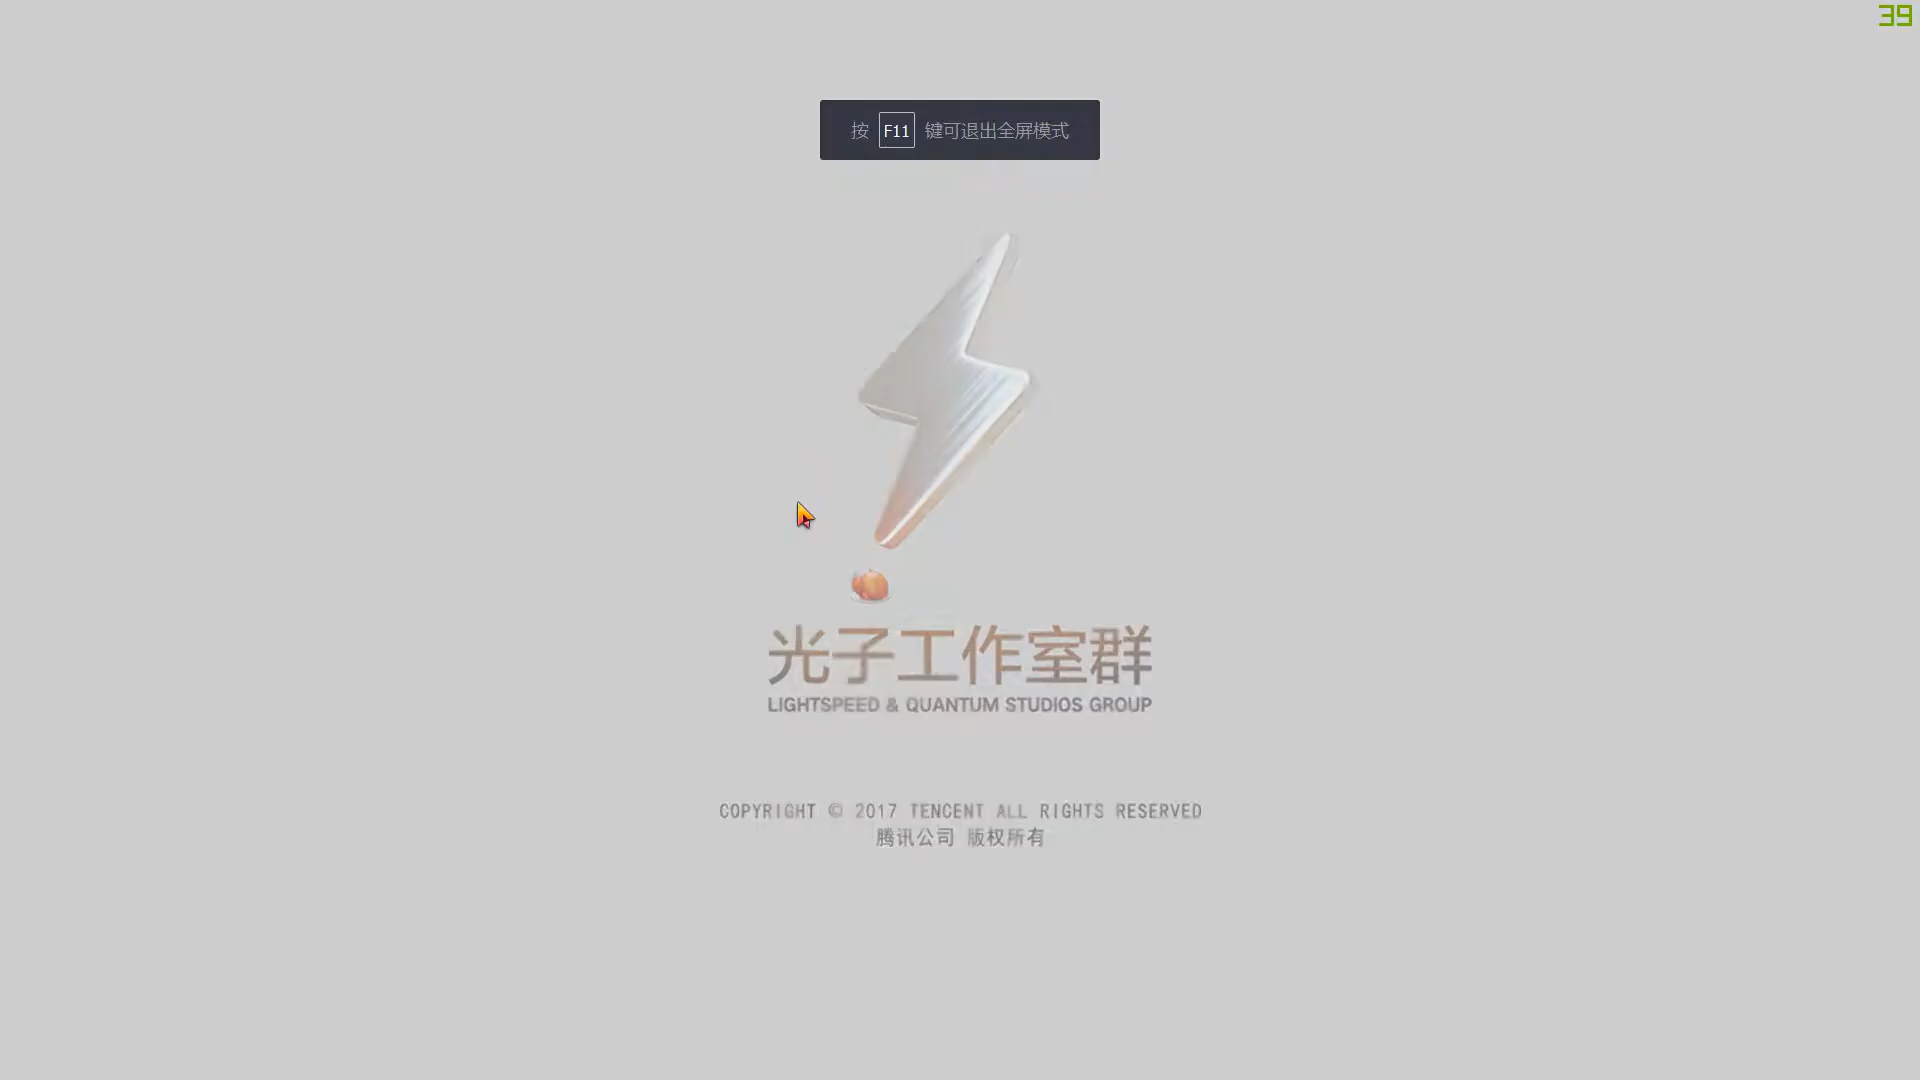 39
按 F11 键可退出全屏模式
光子工作室群
LIGHTSPEED & QUANTUM STUDIOS GROUP
COPYRIGHT © 2017 TENCENT ALL RIGHTS RESERVED
腾讯公司 版权所有